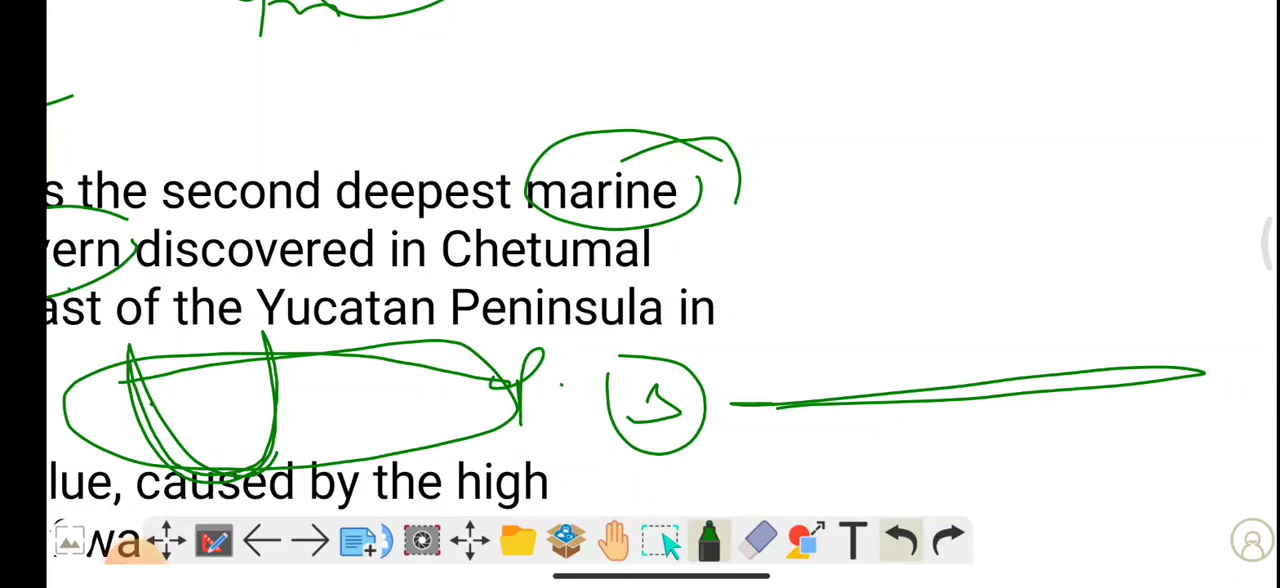 s the second deepest marine
ern discovered in Chetumal
ast of the Yucatan Peninsula in
lue, caused by the high
wa
T